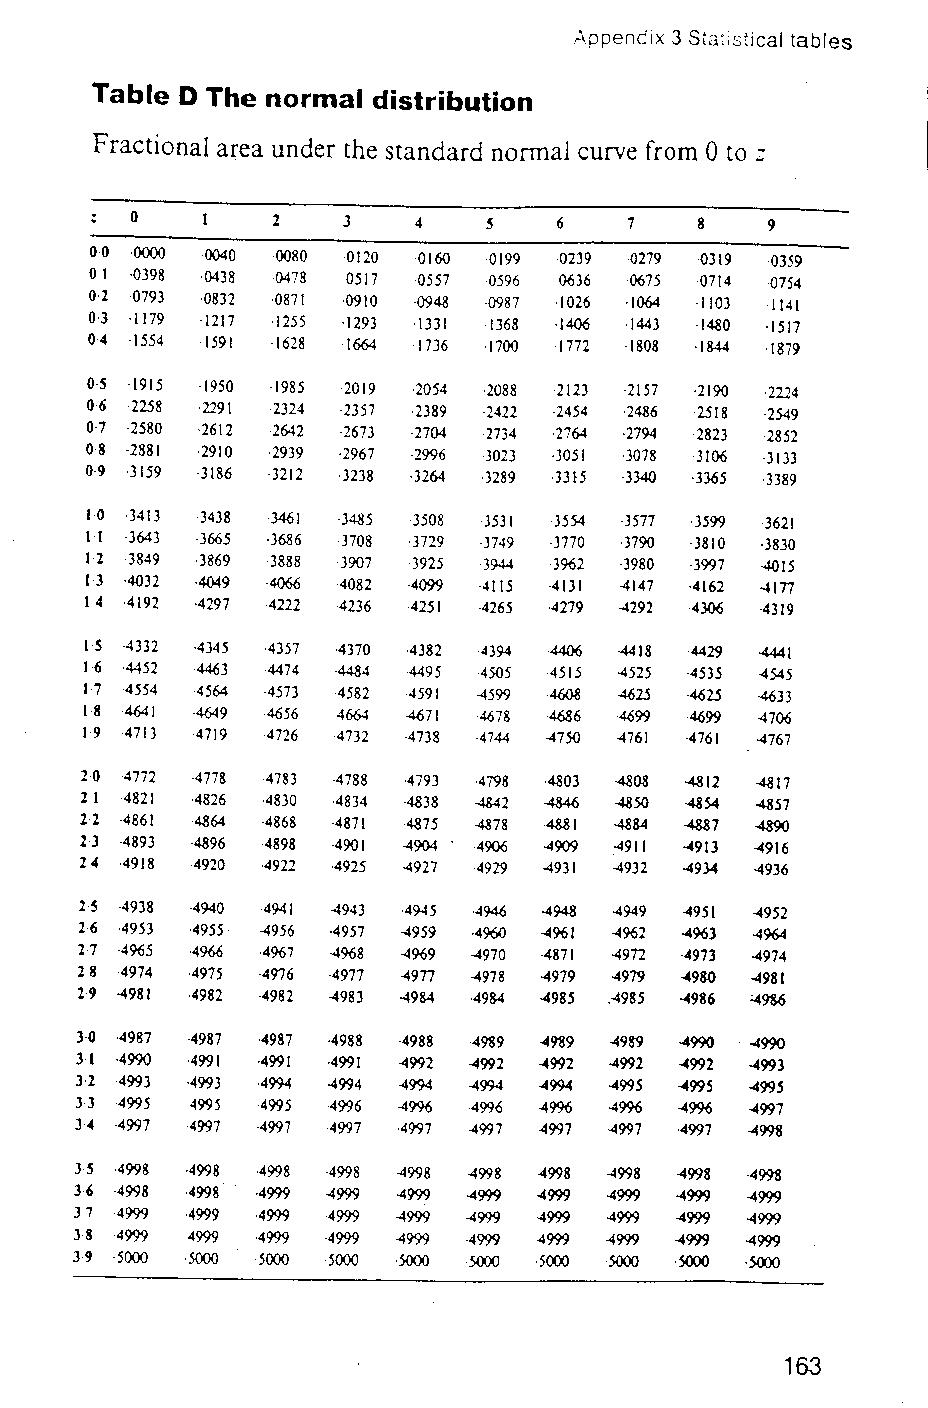 Appendix 3 Statistical tables
Table D The normal distribution
Fractional area under the standard normal curve from 0 to z
z 0 1 2 3 4 5 6 7 8 9
0·0 ·0000 ·0040 ·0080 ·0120 ·0160 ·0199 ·0239 ·0279 ·0319 ·0359
0·1 ·0398 ·0438 ·0478 ·0517 ·0557 ·0596 ·0636 ·0675 ·0714 ·0754
0·2 ·0793 ·0832 ·0871 ·0910 ·0948 ·0987 ·1026 ·1064 ·1103 ·1141
0·3 ·1179 ·1217 ·1255 ·1293 ·1331 ·1368 ·1406 ·1443 ·1480 ·1517
0·4 ·1554 ·1591 ·1628 ·1664 ·1736 ·1700 ·1772 ·1808 ·1844 ·1879
0·5 ·1915 ·1950 ·1985 ·2019 ·2054 ·2088 ·2123 ·2157 ·2190 ·2224
0·6 ·2258 ·2291 ·2324 ·2357 ·2389 ·2422 ·2454 ·2486 ·2518 ·2549
0·7 ·2580 ·2612 ·2642 ·2673 ·2704 ·2734 ·2764 ·2794 ·2823 ·2852
0·8 ·2881 ·2910 ·2939 ·2967 ·2996 ·3023 ·3051 ·3078 ·3106 ·3133
0·9 ·3159 ·3186 ·3212 ·3238 ·3264 ·3289 ·3315 ·3340 ·3365 ·3389
1·0 ·3413 ·3438 ·3461 ·3485 ·3508 ·3531 ·3554 ·3577 ·3599 ·3621
1·1 ·3643 ·3665 ·3686 ·3708 ·3729 ·3749 ·3770 ·3790 ·3810 ·3830
1·2 ·3849 ·3869 ·3888 ·3907 ·3925 ·3944 ·3962 ·3980 ·3997 ·4015
1·3 ·4032 ·4049 ·4066 ·4082 ·4099 ·4115 ·4131 ·4147 ·4162 ·4177
1·4 ·4192 ·4297 ·4222 ·4236 ·4251 ·4265 ·4279 ·4292 ·4306 ·4319
1·5 ·4332 ·4345 ·4357 ·4370 ·4382 ·4394 ·4406 ·4418 ·4429 ·4441
1·6 ·4452 ·4463 ·4474 ·4484 ·4495 ·4505 ·4515 ·4525 ·4535 ·4545
1·7 ·4554 ·4564 ·4573 ·4582 ·4591 ·4599 ·4608 ·4625 ·4625 ·4633
1·8 ·4641 ·4649 ·4656 ·4664 ·4671 ·4678 ·4686 ·4699 ·4699 ·4706
1·9 ·4713 ·4719 ·4726 ·4732 ·4738 ·4744 ·4750 ·4761 ·4761 ·4767
2·0 ·4772 ·4778 ·4783 ·4788 ·4793 ·4798 ·4803 ·4808 ·4812 ·4817
2·1 ·4821 ·4826 ·4830 ·4834 ·4838 ·4842 ·4846 ·4850 ·4854 ·4857
2·2 ·4861 ·4864 ·4868 ·4871 ·4875 ·4878 ·4881 ·4884 ·4887 ·4890
2·3 ·4893 ·4896 ·4898 ·4901 ·4904 ·4906 ·4909 ·4911 ·4913 ·4916
2·4 ·4918 ·4920 ·4922 ·4925 ·4927 ·4929 ·4931 ·4932 ·4934 ·4936
2·5 ·4938 ·4940 ·4941 ·4943 ·4945 ·4946 ·4948 ·4949 ·4951 ·4952
2·6 ·4953 ·4955 ·4956 ·4957 ·4959 ·4960 ·4961 ·4962 ·4963 ·4964
2·7 ·4965 ·4966 ·4967 ·4968 ·4969 ·4970 ·4871 ·4972 ·4973 ·4974
2·8 ·4974 ·4975 ·4976 ·4977 ·4977 ·4978 ·4979 ·4979 ·4980 ·4981
2·9 ·4981 ·4982 ·4982 ·4983 ·4984 ·4984 ·4985 ·4985 ·4986 ·4986
3·0 ·4987 ·4987 ·4987 ·4988 ·4988 ·4989 ·4989 ·4989 ·4990 ·4990
3·1 ·4990 ·4991 ·4991 ·4991 ·4992 ·4992 ·4992 ·4992 ·4992 ·4993
3·2 ·4993 ·4993 ·4994 ·4994 ·4994 ·4994 ·4994 ·4995 ·4995 ·4995
3·3 ·4995 ·4995 ·4995 ·4996 ·4996 ·4996 ·4996 ·4996 ·4996 ·4997
3·4 ·4997 ·4997 ·4997 ·4997 ·4997 ·4997 ·4997 ·4997 ·4997 ·4998
3·5 ·4998 ·4998 ·4998 ·4998 ·4998 ·4998 ·4998 ·4998 ·4998 ·4998
3·6 ·4998 ·4998 ·4999 ·4999 ·4999 ·4999 ·4999 ·4999 ·4999 ·4999
3·7 ·4999 ·4999 ·4999 ·4999 ·4999 ·4999 ·4999 ·4999 ·4999 ·4999
3·8 ·4999 ·4999 ·4999 ·4999 ·4999 ·4999 ·4999 ·4999 ·4999 ·4999
3·9 ·5000 ·5000 ·5000 ·5000 ·5000 ·5000 ·5000 ·5000 ·5000 ·5000
163